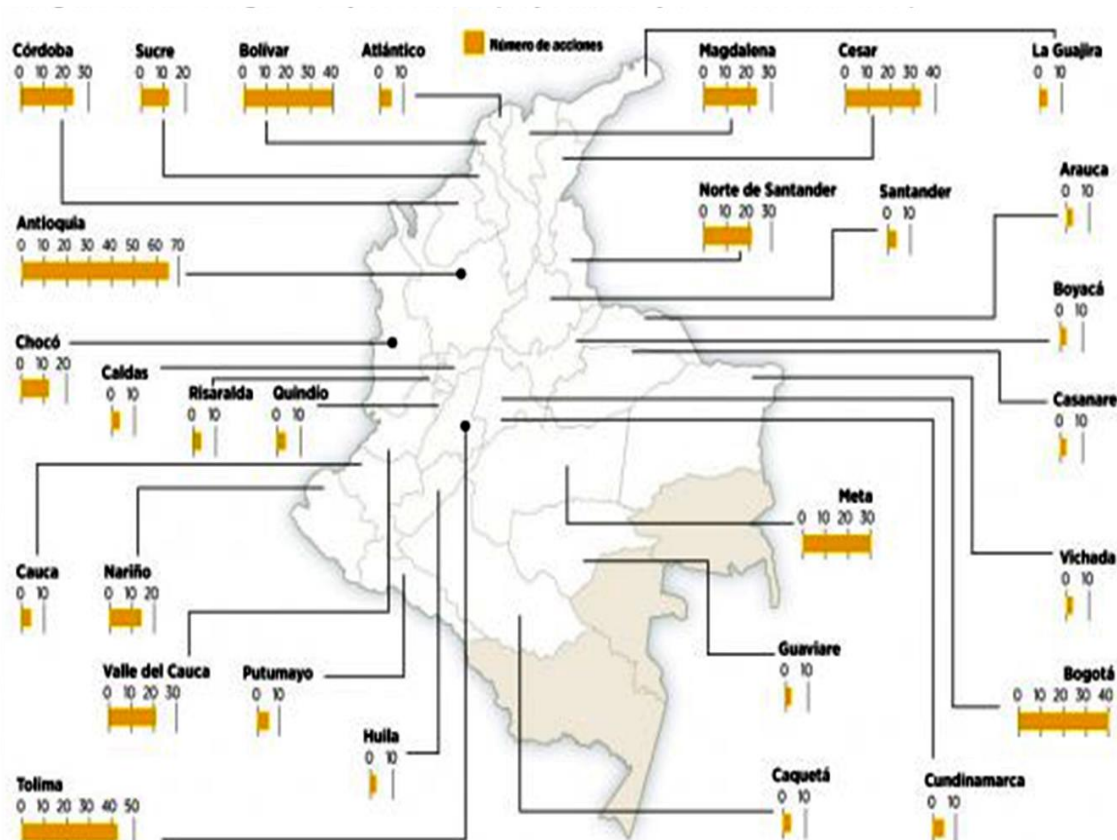 Córdoba
0 10 20 30
Sucre
0 10 20
Bolívar
0 10 20 30 40
Atlántico
0 10
Número de acciones
Magdalena
0 10 20 30
Cesar
0 10 20 30 40
La Guajira
0 10
Arauca
0 10
Norte de Santander
0 10 20 30
Santander
0 10
Antioquia
0 10 20 30 40 50 60 70
Boyacá
0 10
Chocó
0 10 20
Caldas
0 10
Risaralda
0 10
Quindío
0 10
Casanare
0 10
Meta
0 10 20 30
Cauca
0 10
Nariño
0 10 20
Vichada
0 10
Valle del Cauca
0 10 20 30
Putumayo
0 10
Guaviare
0 10
Bogotá
0 10 20 30 40
Huila
0 10
Tolima
0 10 20 30 40 50
Caquetá
0 10
Cundinamarca
0 10